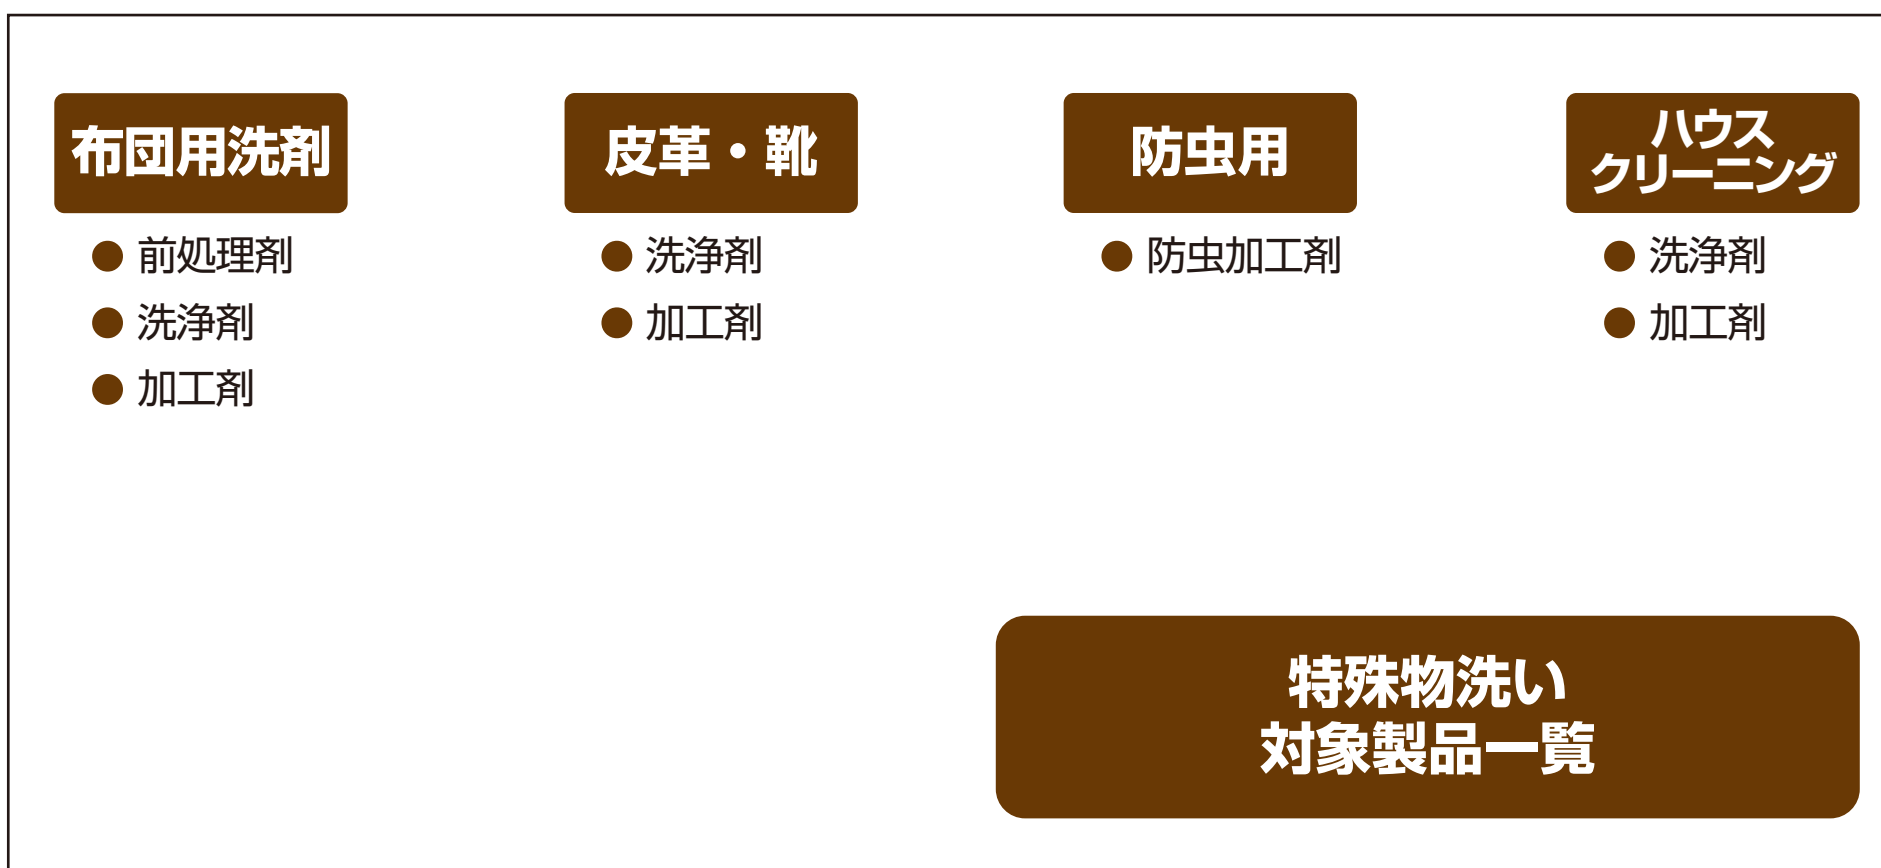 布団用洗剤
● 前処理剤
● 洗浄剤
● 加工剤
皮革・靴
● 洗浄剤
● 加工剤
防虫用
● 防虫加工剤
ハウス
クリーニング
● 洗浄剤
● 加工剤
特殊物洗い
対象製品一覧